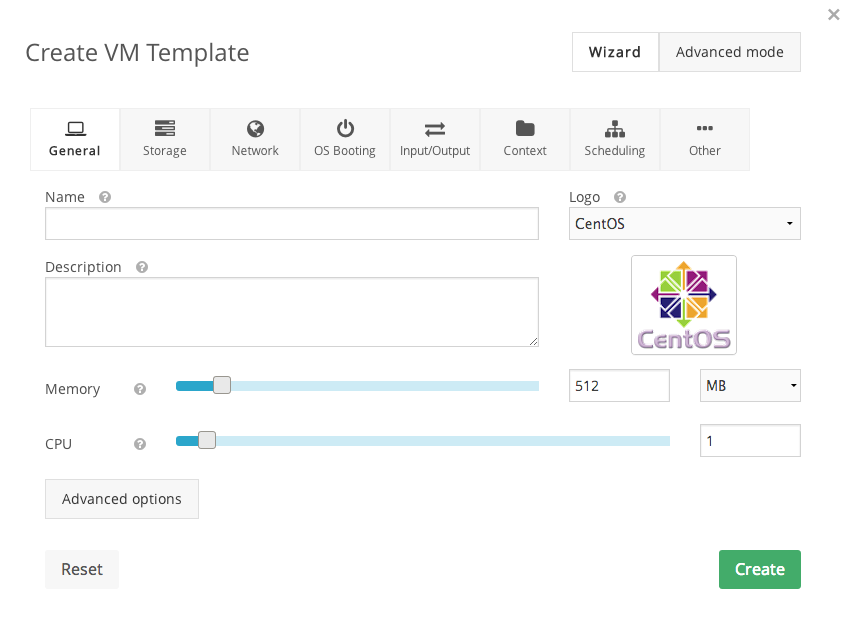 ×
Create VM Template
Wizard Advanced mode
General Storage Network OS Booting Input/Output Context Scheduling Other
Name ? Logo ?
CentOS
Description ?
CentOS
Memory ? 512 MB
CPU ? 1
Advanced options
Reset Create